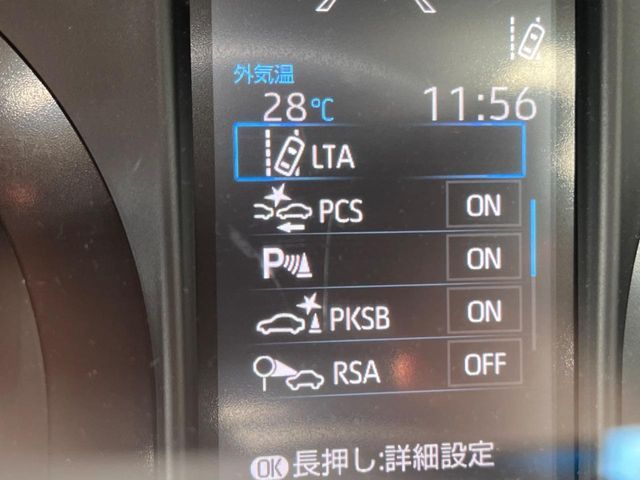 外気温
28℃ 11:56
LTA
PCS ON
P ON
PKSB ON
RSA OFF
OK 長押し:詳細設定